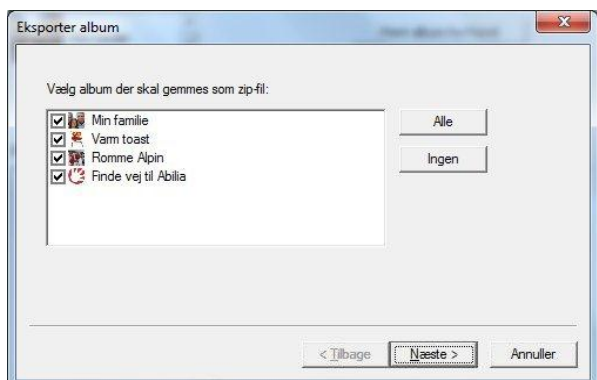 Eksporter album
Vælg album der skal gemmes som zip-fil:
Min familie
Varm toast
Romme Alpin
Finde vej til Abilia
Alle
Ingen
< Tilbage
Næste >
Annuller